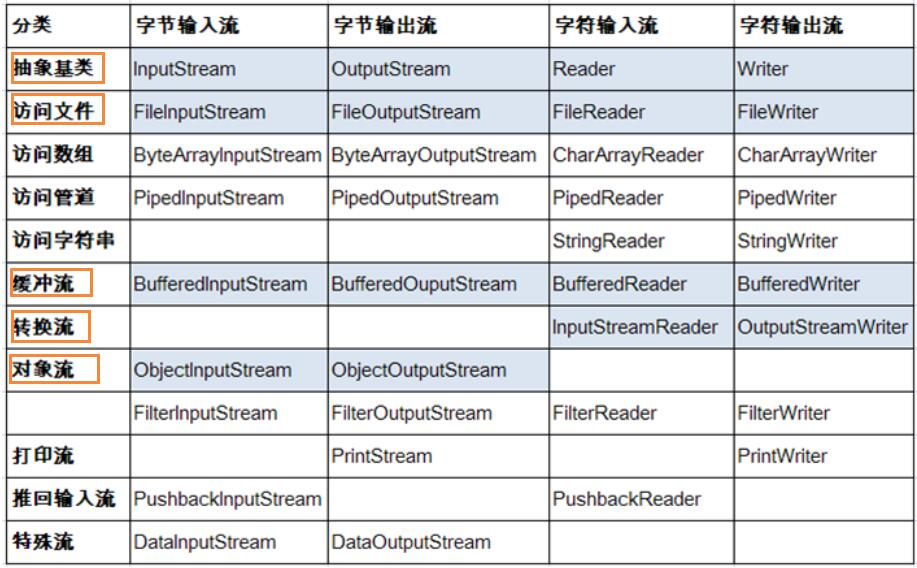 分类 字节输入流 字节输出流 字符输入流 字符输出流
抽象基类 InputStream OutputStream Reader Writer
访问文件 FileInputStream FileOutputStream FileReader FileWriter
访问数组 ByteArrayInputStream ByteArrayOutputStream CharArrayReader CharArrayWriter
访问管道 PipedInputStream PipedOutputStream PipedReader PipedWriter
访问字符串 StringReader StringWriter
缓冲流 BufferedInputStream BufferedOuputStream BufferedReader BufferedWriter
转换流 InputStreamReader OutputStreamWriter
对象流 ObjectInputStream ObjectOutputStream
FilterInputStream FilterOutputStream FilterReader FilterWriter
打印流 PrintStream PrintWriter
推回输入流 PushbackInputStream PushbackReader
特殊流 DataInputStream DataOutputStream